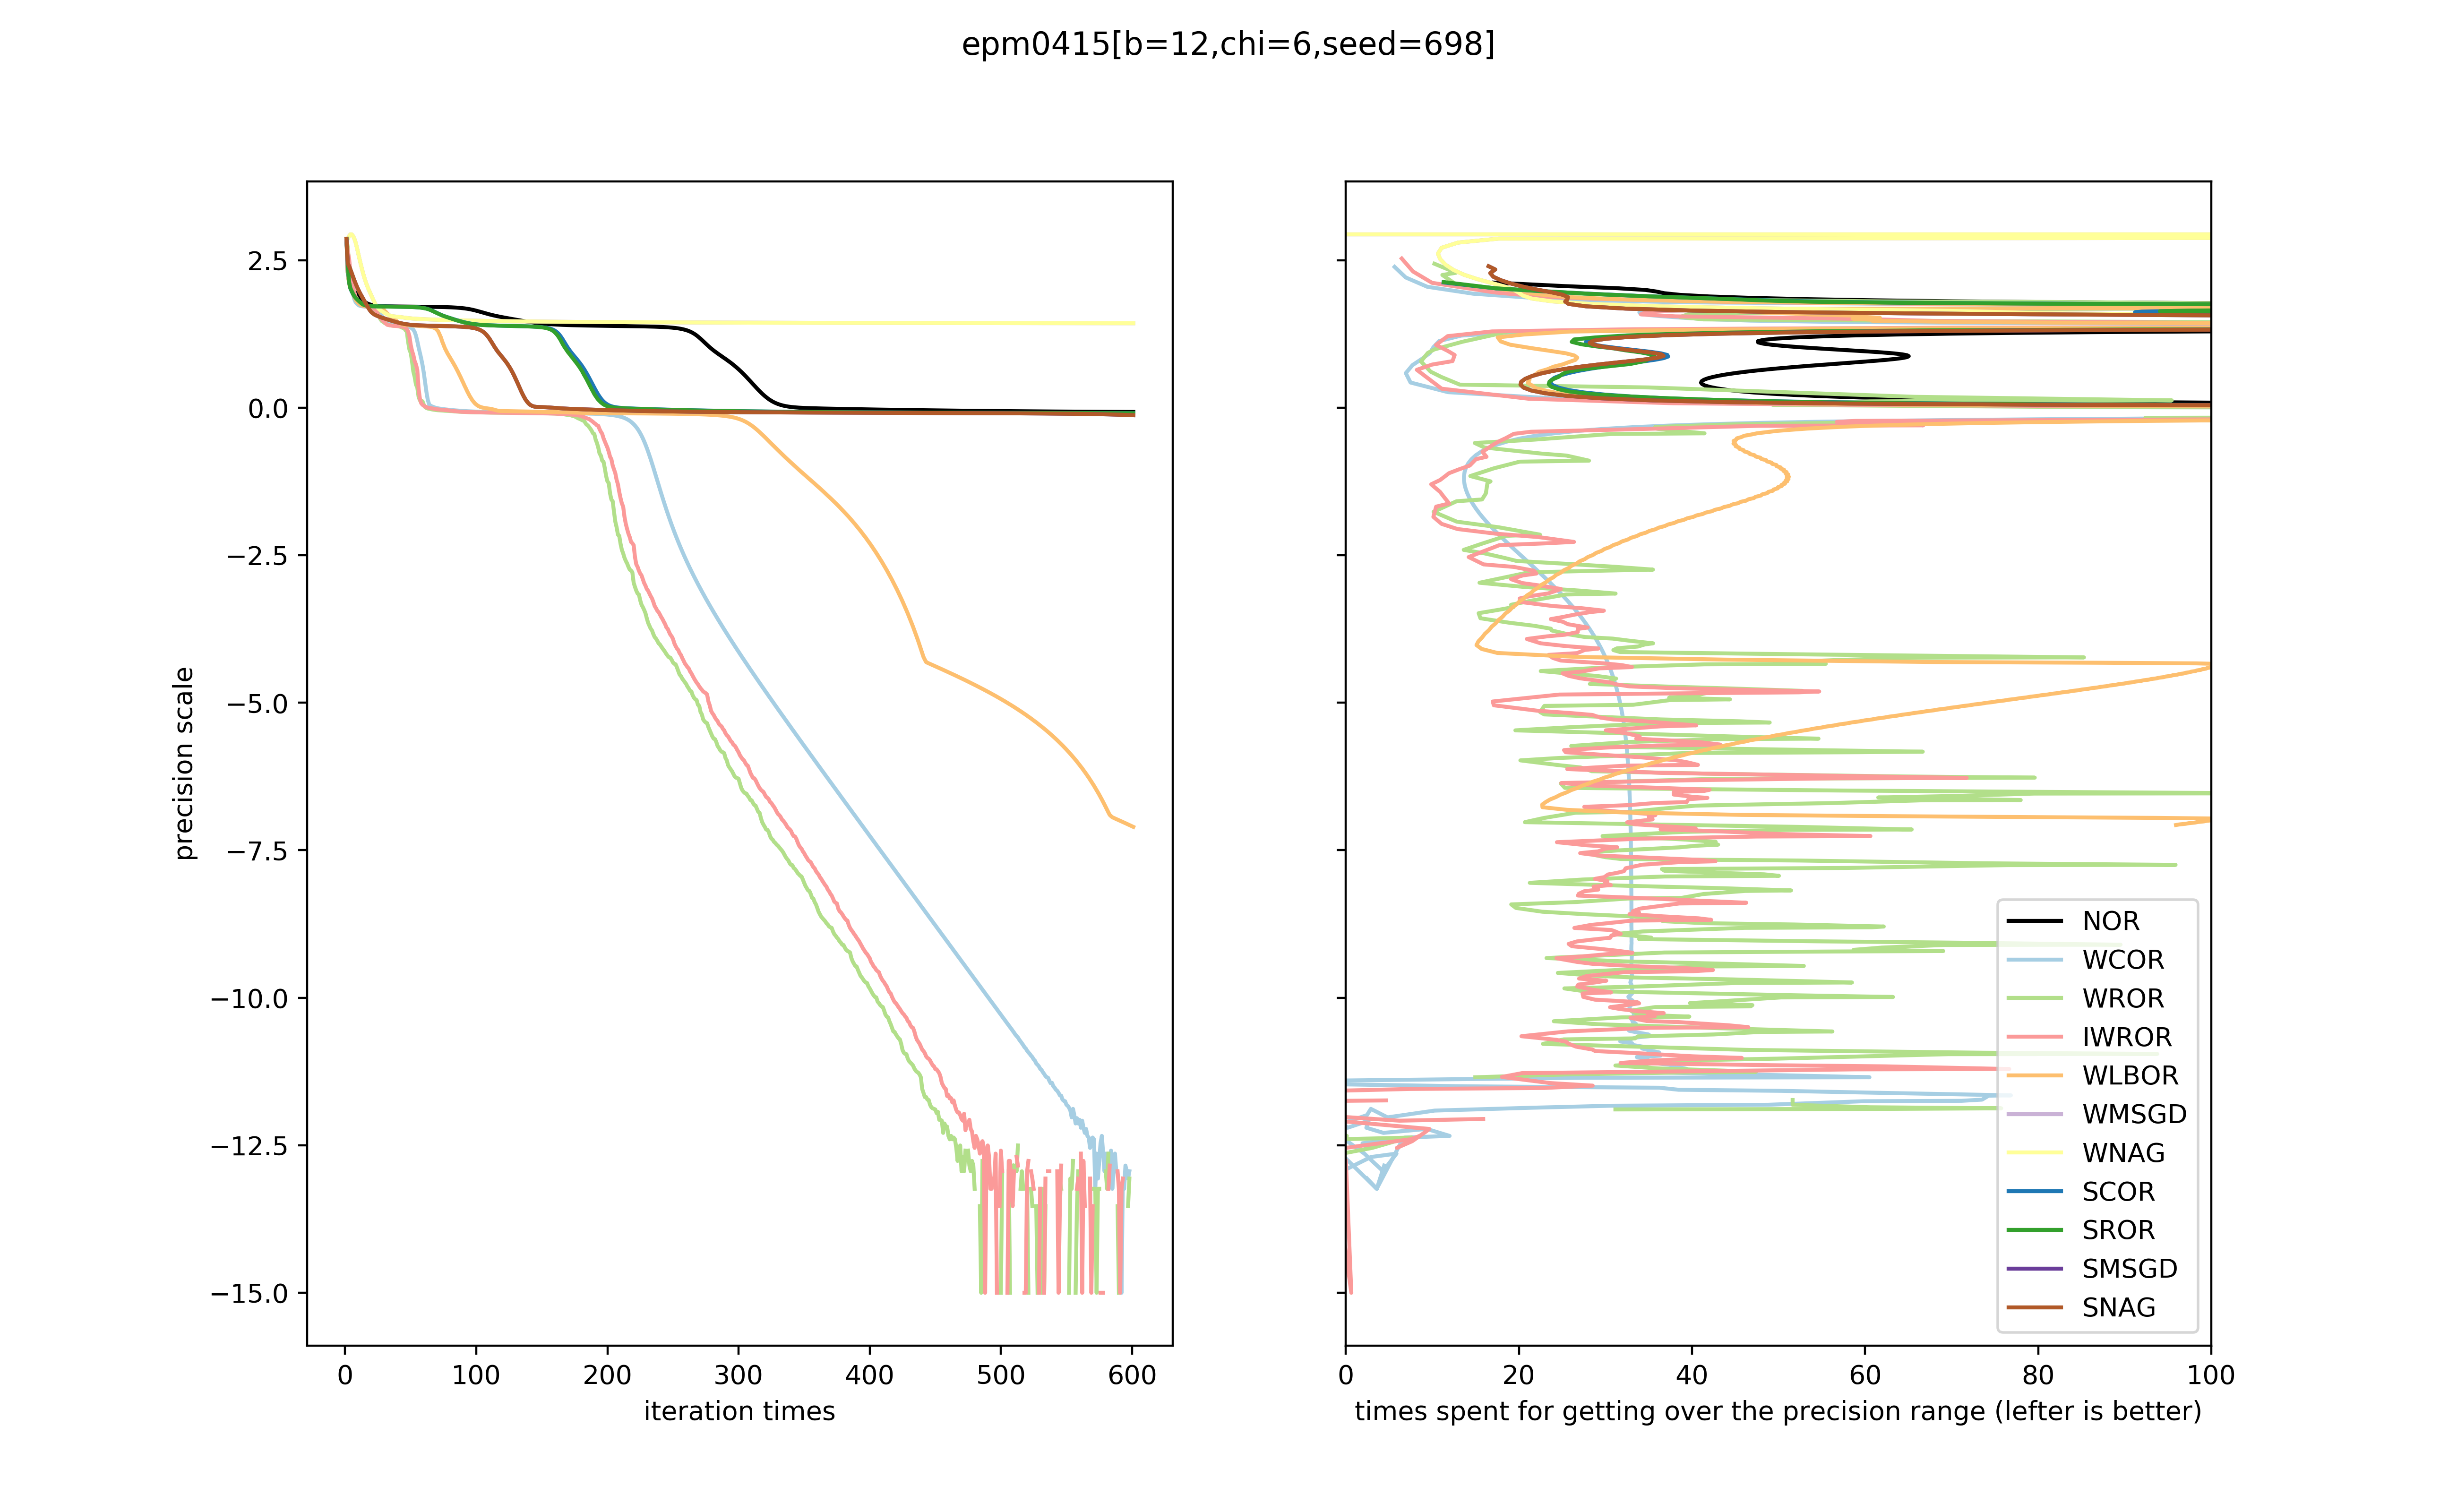 epm0415[b=12,chi=6,seed=698]
precision scale
2.5
0.0
−2.5
−5.0
−7.5
−10.0
−12.5
−15.0
0 100 200 300 400 500 600
iteration times
0 20 40 60 80 100
times spent for getting over the precision range (lefter is better)
NOR
WCOR
WROR
IWROR
WLBOR
WMSGD
WNAG
SCOR
SROR
SMSGD
SNAG